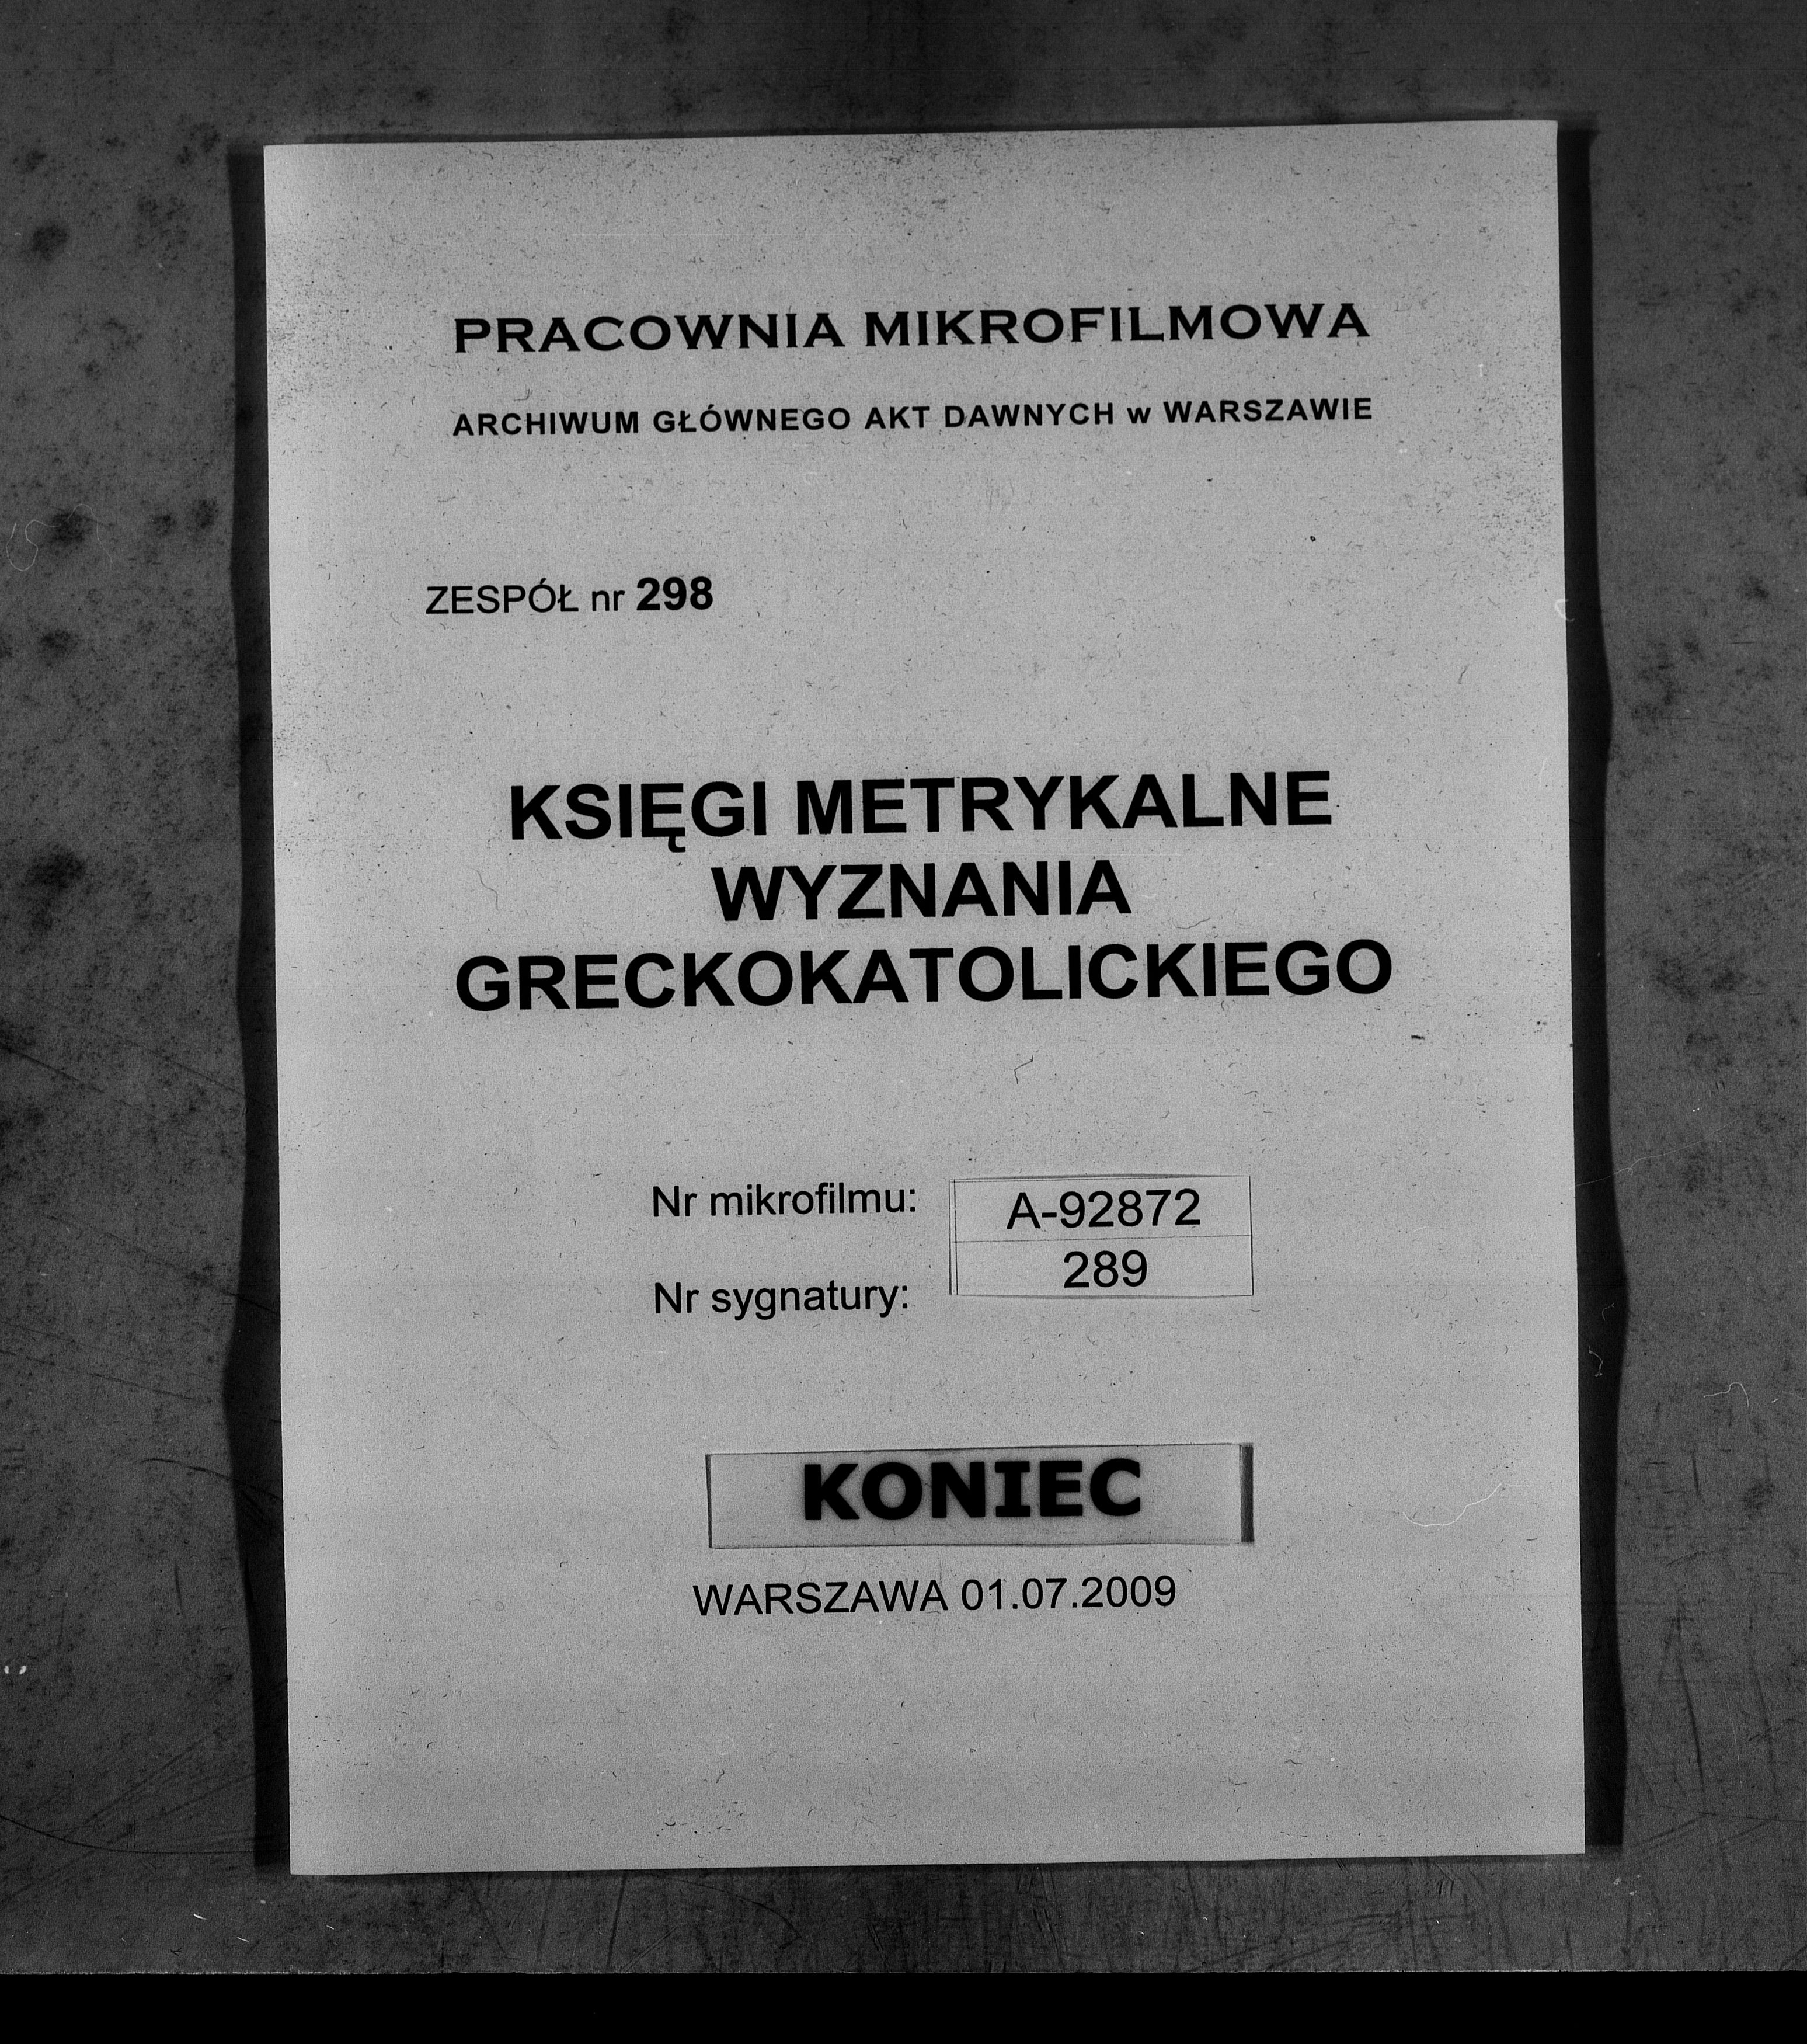 PRACOWNIA MIKROFILMOWA
ARCHIWUM GŁÓWNEGO AKT DAWNYCH w WARSZAWIE
ZESPÓŁ nr 298
KSIĘGI METRYKALNE
WYZNANIA
GRECKOKATOLICKIEGO
Nr mikrofilmu: A-92872
Nr sygnatury: 289
KONIEC
WARSZAWA 01.07.2009